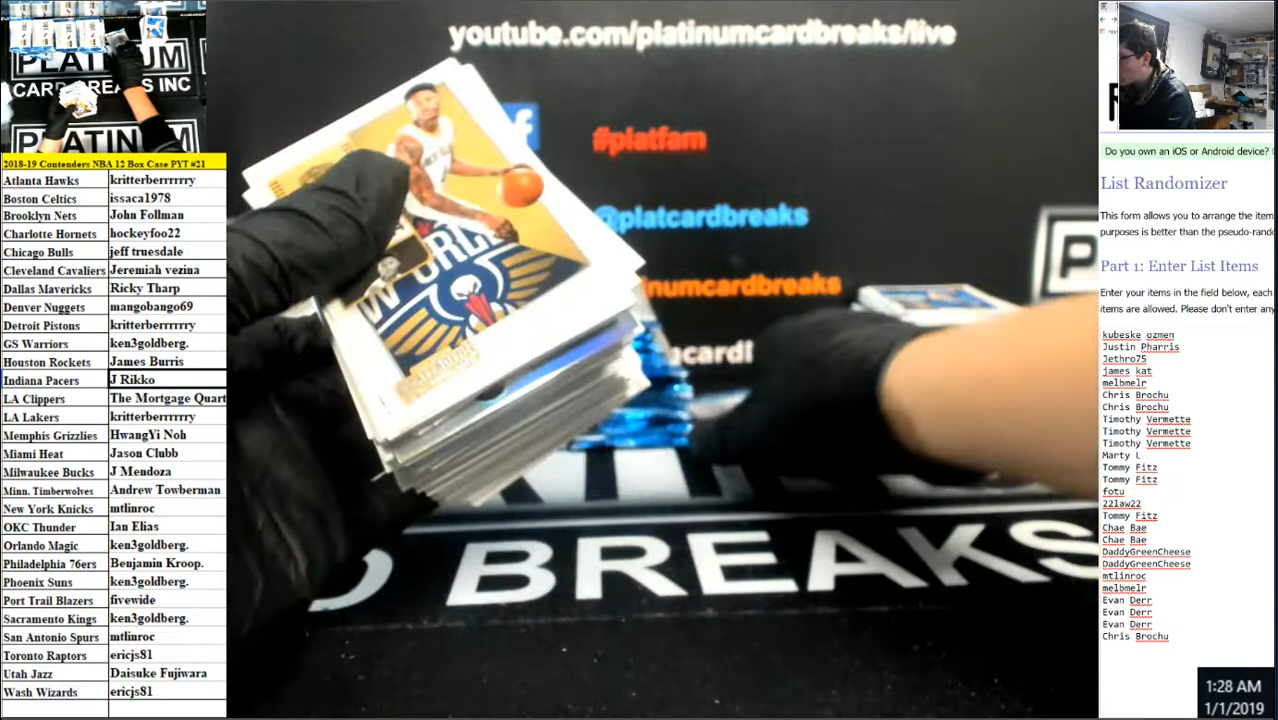 PLATINUM
CARD BREAKS INC
PLATINUM
2018-19 Contenders NBA 12 Box Case PYT #21
Atlanta Hawks kritterberrrrrry
Boston Celtics issaca1978
Brooklyn Nets John Follman
Charlotte Hornets hockeyfoo22
Chicago Bulls jeff truesdale
Cleveland Cavaliers Jeremiah vezina
Dallas Mavericks Ricky Tharp
Denver Nuggets mangobango69
Detroit Pistons kritterberrrrrry
GS Warriors ken3goldberg.
Houston Rockets James Burris
Indiana Pacers J Rikko
LA Clippers The Mortgage Quart
LA Lakers kritterberrrrrry
Memphis Grizzlies HwangYi Noh
Miami Heat Jason Clubb
Milwaukee Bucks J Mendoza
Minn. Timberwolves Andrew Towberman
New York Knicks mtlinroc
OKC Thunder Ian Elias
Orlando Magic ken3goldberg.
Philadelphia 76ers Benjamin Kroop.
Phoenix Suns ken3goldberg.
Port Trail Blazers fivewide
Sacramento Kings ken3goldberg.
San Antonio Spurs mtlinroc
Toronto Raptors ericjs81
Utah Jazz Daisuke Fujiwara
Wash Wizards ericjs81
youtube.com/platinumcardbreaks/live
#platfam
@platcardbreaks
inumcardbreaks
acard1
BREAKS
Do you own an iOS or Android device?
List Randomizer
This form allows you to arrange the item
purposes is better than the pseudo-rando
Part 1: Enter List Items
Enter your items in the field below, each
items are allowed. Please don't enter any
kubeske ozmen
Justin Pharris
Jethro75
james kat
melbmelr
Chris Brochu
Chris Brochu
Timothy Vermette
Timothy Vermette
Timothy Vermette
Marty L
Tommy Fitz
Tommy Fitz
fotu
22law22
Tommy Fitz
Chae Bae
Chae Bae
DaddyGreenCheese
DaddyGreenCheese
mtlinroc
melbmelr
Evan Derr
Evan Derr
Evan Derr
Chris Brochu
1:28 AM
1/1/2019